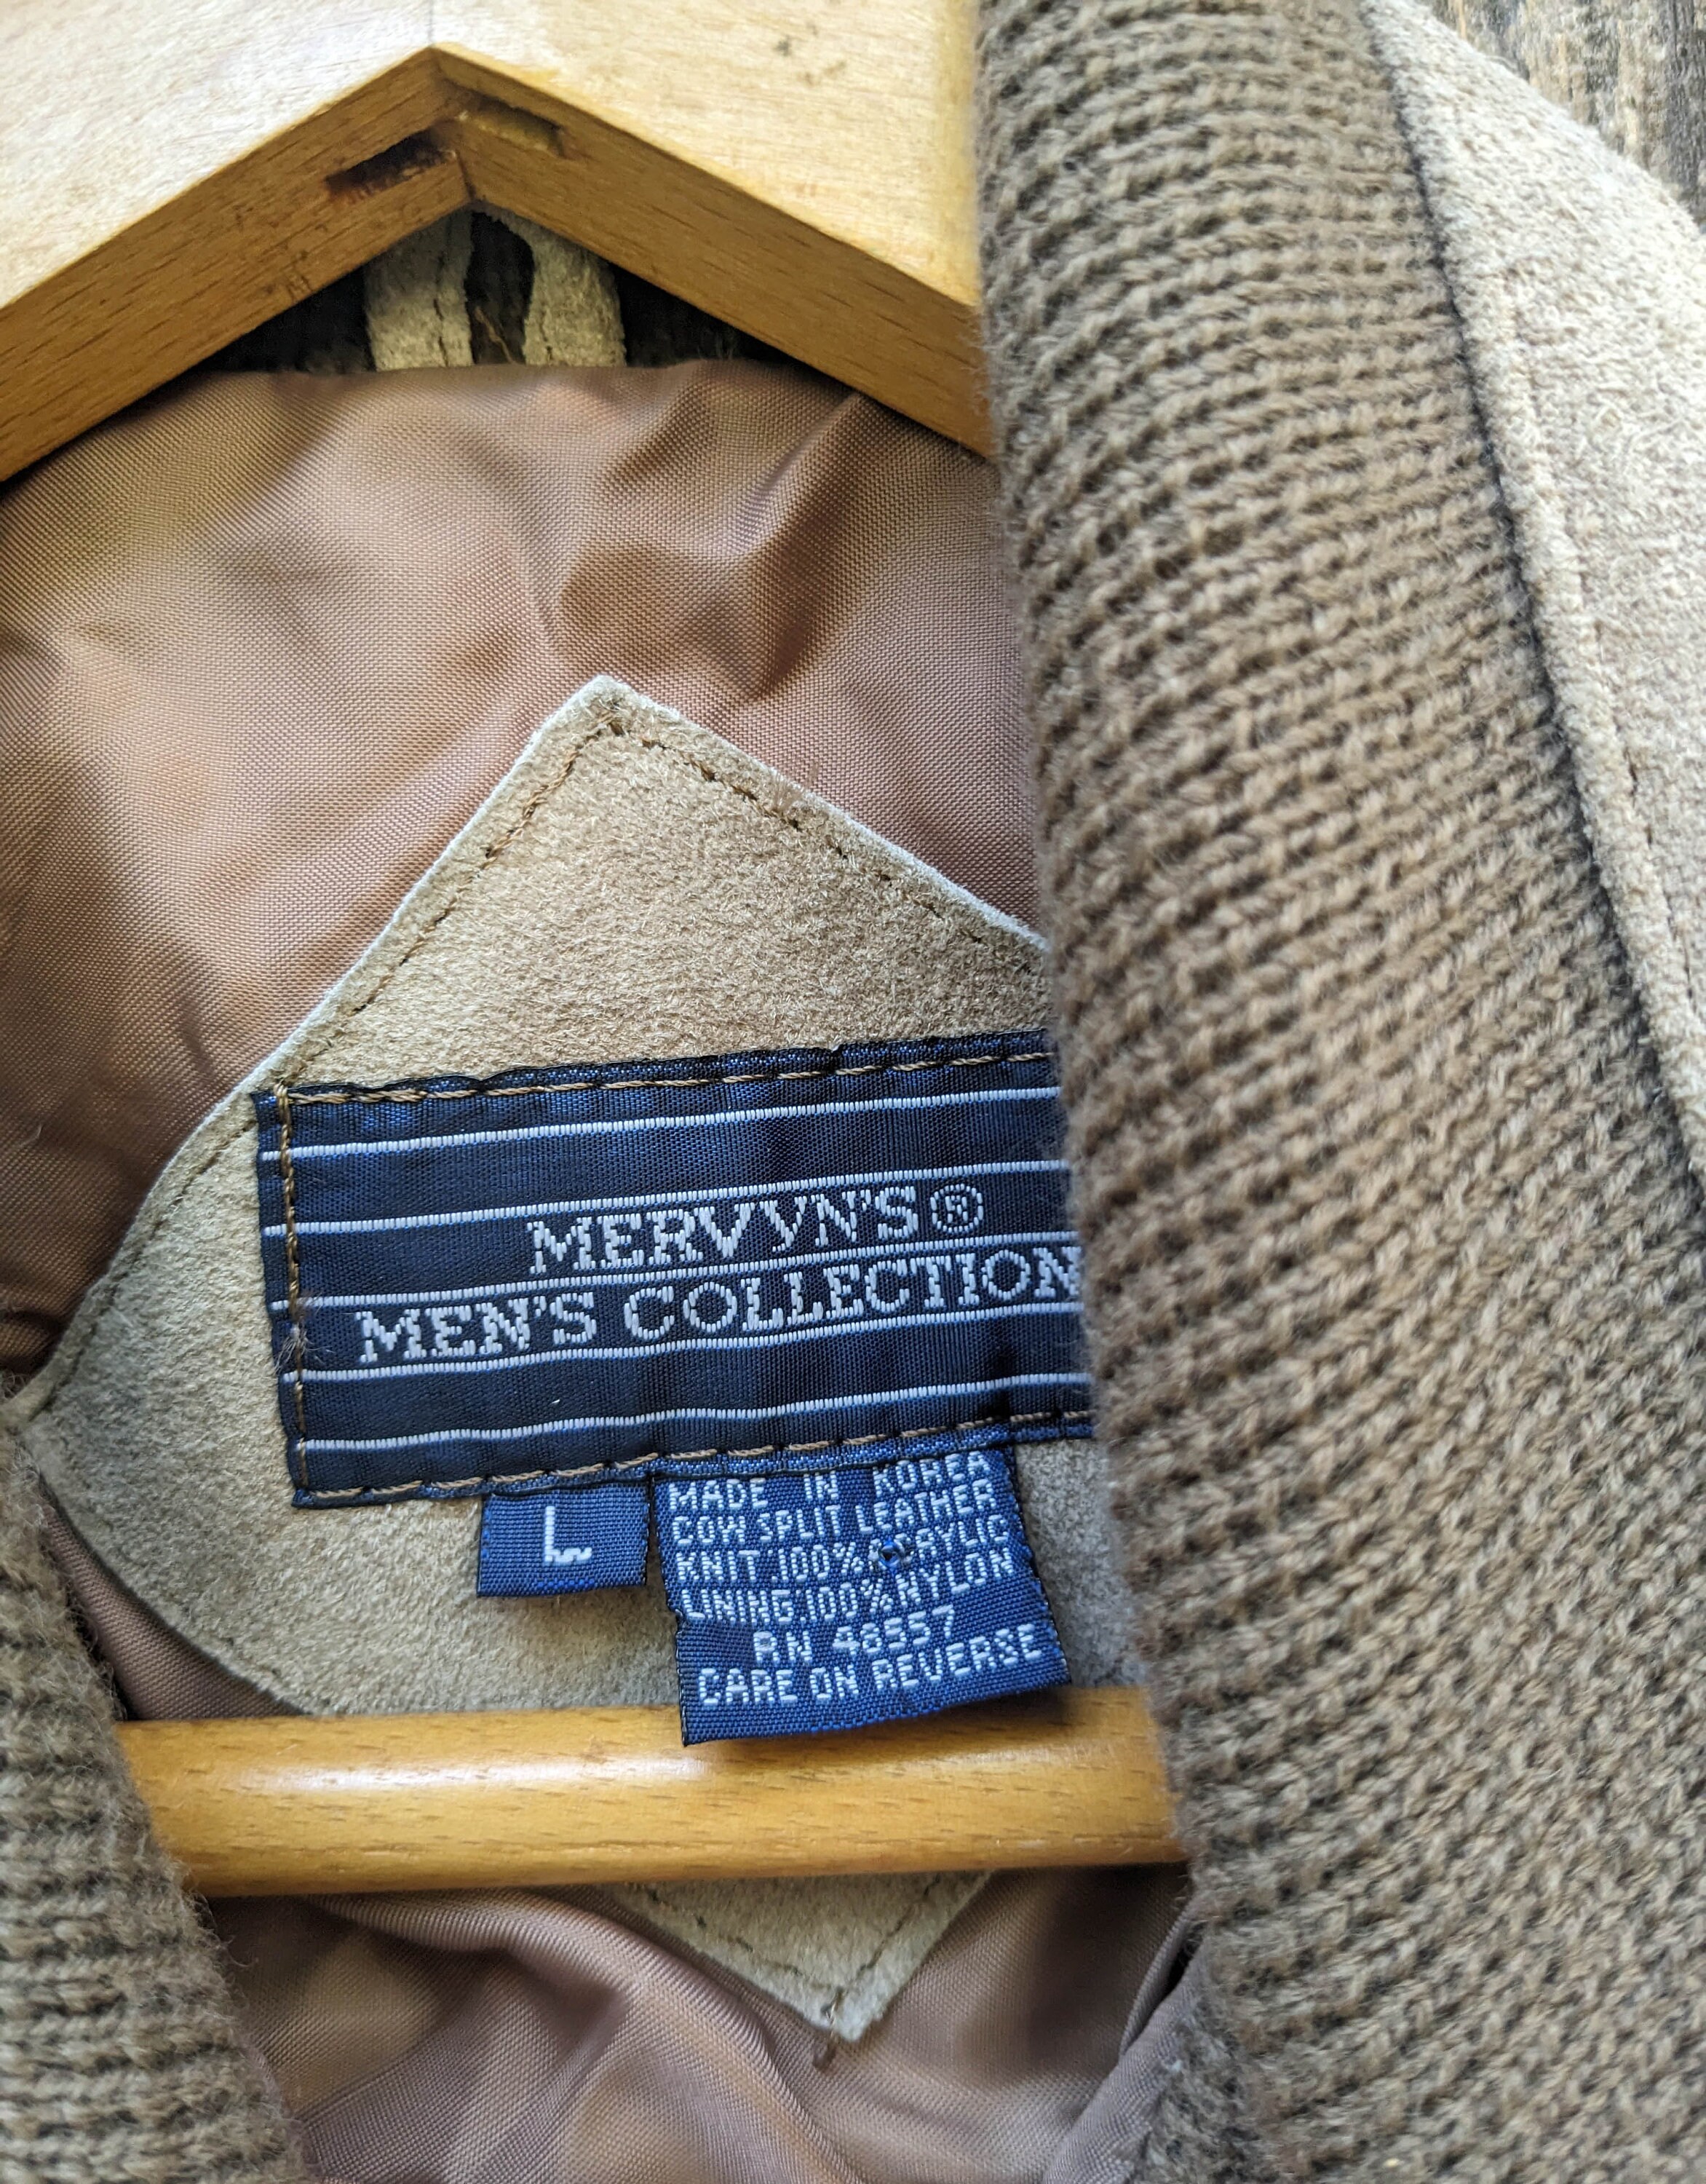 MERVYN'S®
MEN'S COLLECTION
L
MADE IN KOREA
COW SPLIT LEATHER
KNIT.100% ACRYLIC
LINING.100% NYLON
RN 48557
CARE ON REVERSE